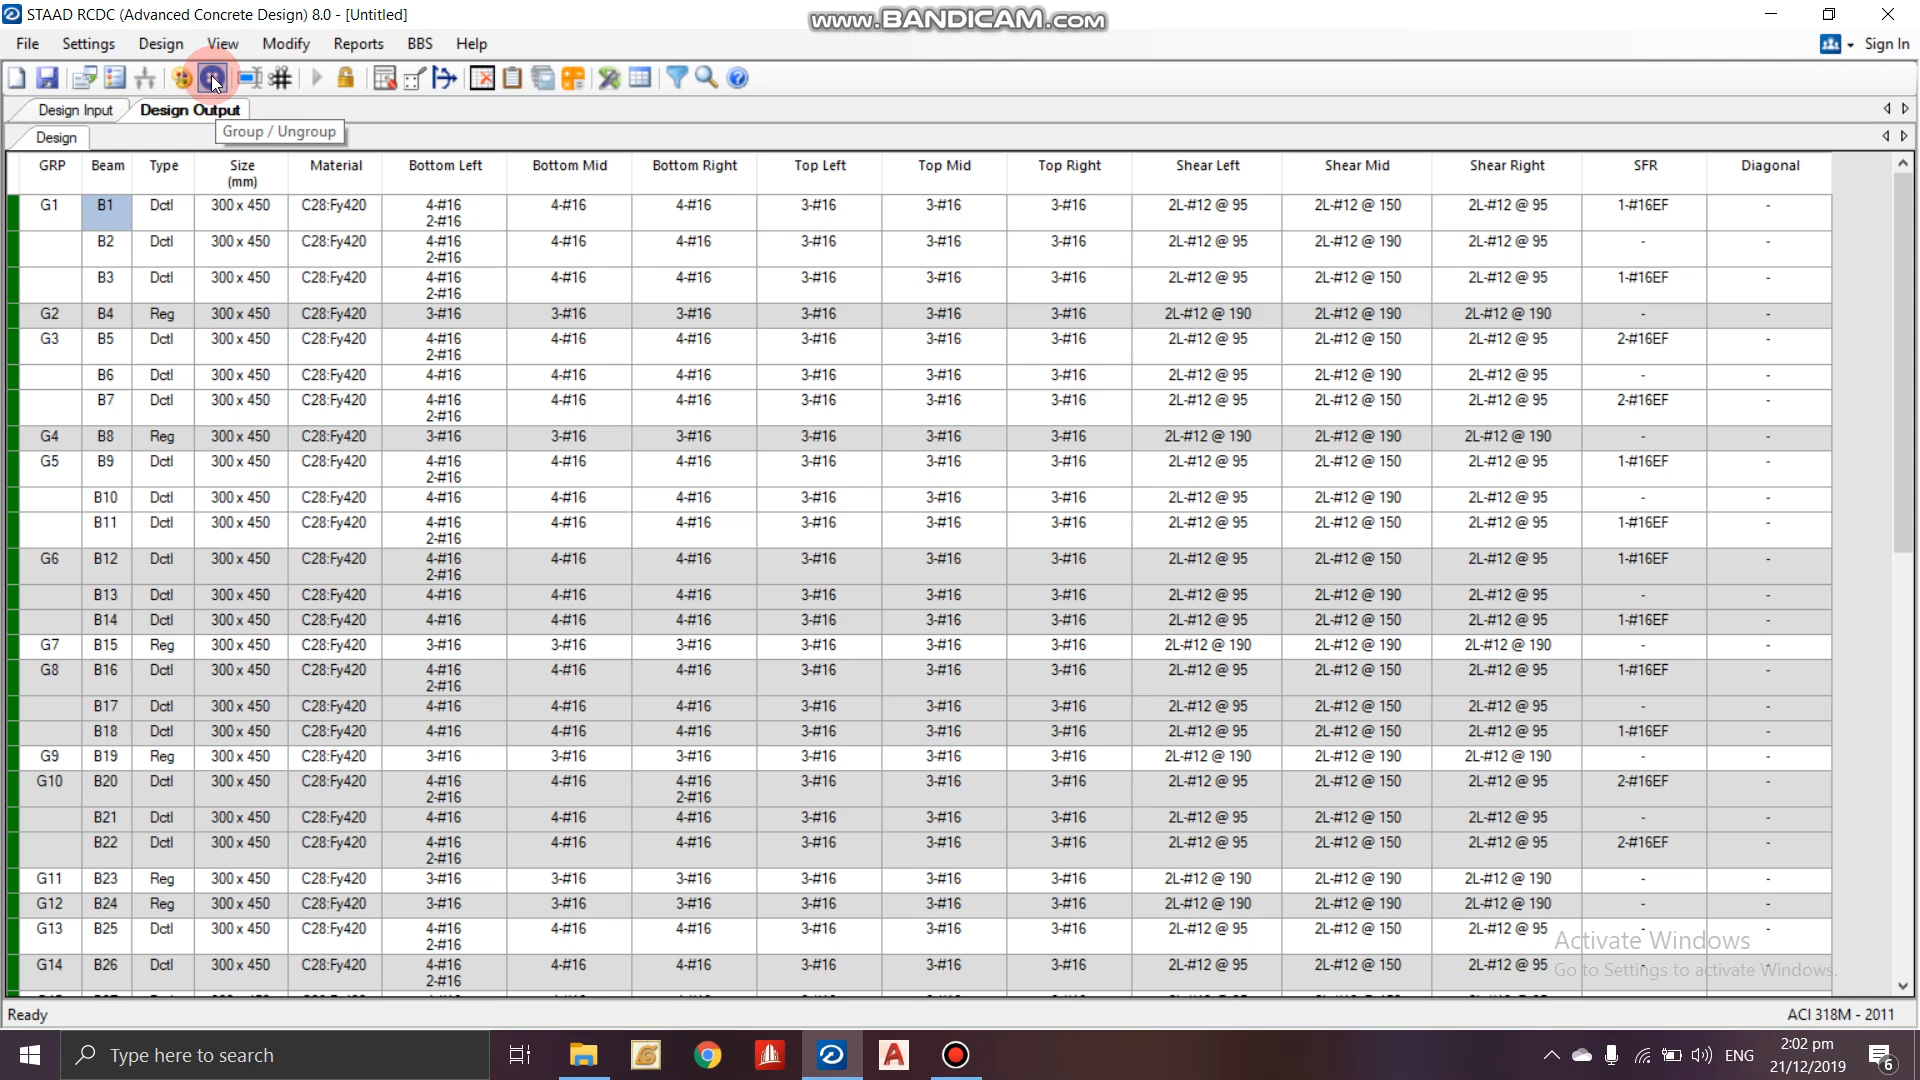 STAAD RCDC (Advanced Concrete Design) 8.0 - [Untitled]
www.BANDICAM.com
File Settings Design View Modify Reports BBS Help
Sign In
Design Input Design Output
Group / Ungroup
Design
GRP Beam Type Size (mm) Material Bottom Left Bottom Mid Bottom Right Top Left Top Mid Top Right Shear Left Shear Mid Shear Right SFR Diagonal
G1 B1 Dctl 300 x 450 C28:Fy420 4-#16 4-#16 4-#16 3-#16 3-#16 3-#16 2L-#12 @ 95 2L-#12 @ 150 2L-#12 @ 95 1-#16EF -
2-#16
B2 Dctl 300 x 450 C28:Fy420 4-#16 4-#16 4-#16 3-#16 3-#16 3-#16 2L-#12 @ 95 2L-#12 @ 190 2L-#12 @ 95 - -
2-#16
B3 Dctl 300 x 450 C28:Fy420 4-#16 4-#16 4-#16 3-#16 3-#16 3-#16 2L-#12 @ 95 2L-#12 @ 150 2L-#12 @ 95 1-#16EF -
2-#16
G2 B4 Reg 300 x 450 C28:Fy420 3-#16 3-#16 3-#16 3-#16 3-#16 3-#16 2L-#12 @ 190 2L-#12 @ 190 2L-#12 @ 190 - -
G3 B5 Dctl 300 x 450 C28:Fy420 4-#16 4-#16 4-#16 3-#16 3-#16 3-#16 2L-#12 @ 95 2L-#12 @ 150 2L-#12 @ 95 2-#16EF -
2-#16
B6 Dctl 300 x 450 C28:Fy420 4-#16 4-#16 4-#16 3-#16 3-#16 3-#16 2L-#12 @ 95 2L-#12 @ 190 2L-#12 @ 95 - -
B7 Dctl 300 x 450 C28:Fy420 4-#16 4-#16 4-#16 3-#16 3-#16 3-#16 2L-#12 @ 95 2L-#12 @ 150 2L-#12 @ 95 2-#16EF -
2-#16
G4 B8 Reg 300 x 450 C28:Fy420 3-#16 3-#16 3-#16 3-#16 3-#16 3-#16 2L-#12 @ 190 2L-#12 @ 190 2L-#12 @ 190 - -
G5 B9 Dctl 300 x 450 C28:Fy420 4-#16 4-#16 4-#16 3-#16 3-#16 3-#16 2L-#12 @ 95 2L-#12 @ 150 2L-#12 @ 95 1-#16EF -
2-#16
B10 Dctl 300 x 450 C28:Fy420 4-#16 4-#16 4-#16 3-#16 3-#16 3-#16 2L-#12 @ 95 2L-#12 @ 190 2L-#12 @ 95 - -
B11 Dctl 300 x 450 C28:Fy420 4-#16 4-#16 4-#16 3-#16 3-#16 3-#16 2L-#12 @ 95 2L-#12 @ 150 2L-#12 @ 95 1-#16EF -
2-#16
G6 B12 Dctl 300 x 450 C28:Fy420 4-#16 4-#16 4-#16 3-#16 3-#16 3-#16 2L-#12 @ 95 2L-#12 @ 150 2L-#12 @ 95 1-#16EF -
2-#16
B13 Dctl 300 x 450 C28:Fy420 4-#16 4-#16 4-#16 3-#16 3-#16 3-#16 2L-#12 @ 95 2L-#12 @ 190 2L-#12 @ 95 - -
B14 Dctl 300 x 450 C28:Fy420 4-#16 4-#16 4-#16 3-#16 3-#16 3-#16 2L-#12 @ 95 2L-#12 @ 150 2L-#12 @ 95 1-#16EF -
G7 B15 Reg 300 x 450 C28:Fy420 3-#16 3-#16 3-#16 3-#16 3-#16 3-#16 2L-#12 @ 190 2L-#12 @ 190 2L-#12 @ 190 - -
G8 B16 Dctl 300 x 450 C28:Fy420 4-#16 4-#16 4-#16 3-#16 3-#16 3-#16 2L-#12 @ 95 2L-#12 @ 150 2L-#12 @ 95 1-#16EF -
2-#16
B17 Dctl 300 x 450 C28:Fy420 4-#16 4-#16 4-#16 3-#16 3-#16 3-#16 2L-#12 @ 95 2L-#12 @ 150 2L-#12 @ 95 - -
B18 Dctl 300 x 450 C28:Fy420 4-#16 4-#16 4-#16 3-#16 3-#16 3-#16 2L-#12 @ 95 2L-#12 @ 150 2L-#12 @ 95 1-#16EF -
G9 B19 Reg 300 x 450 C28:Fy420 3-#16 3-#16 3-#16 3-#16 3-#16 3-#16 2L-#12 @ 190 2L-#12 @ 190 2L-#12 @ 190 - -
G10 B20 Dctl 300 x 450 C28:Fy420 4-#16 4-#16 4-#16 3-#16 3-#16 3-#16 2L-#12 @ 95 2L-#12 @ 150 2L-#12 @ 95 2-#16EF -
2-#16 2-#16
B21 Dctl 300 x 450 C28:Fy420 4-#16 4-#16 4-#16 3-#16 3-#16 3-#16 2L-#12 @ 95 2L-#12 @ 150 2L-#12 @ 95 - -
B22 Dctl 300 x 450 C28:Fy420 4-#16 4-#16 4-#16 3-#16 3-#16 3-#16 2L-#12 @ 95 2L-#12 @ 150 2L-#12 @ 95 2-#16EF -
2-#16
G11 B23 Reg 300 x 450 C28:Fy420 3-#16 3-#16 3-#16 3-#16 3-#16 3-#16 2L-#12 @ 190 2L-#12 @ 190 2L-#12 @ 190 - -
G12 B24 Reg 300 x 450 C28:Fy420 3-#16 3-#16 3-#16 3-#16 3-#16 3-#16 2L-#12 @ 190 2L-#12 @ 190 2L-#12 @ 190 - -
G13 B25 Dctl 300 x 450 C28:Fy420 4-#16 4-#16 4-#16 3-#16 3-#16 3-#16 2L-#12 @ 95 2L-#12 @ 150 2L-#12 @ 95 - -
2-#16
Activate Windows
G14 B26 Dctl 300 x 450 C28:Fy420 4-#16 4-#16 4-#16 3-#16 3-#16 3-#16 2L-#12 @ 95 2L-#12 @ 150 2L-#12 @ 95 - -
2-#16
Go to Settings to activate Windows.
Ready
ACI 318M - 2011
Type here to search
ENG
2:02 pm
21/12/2019
6